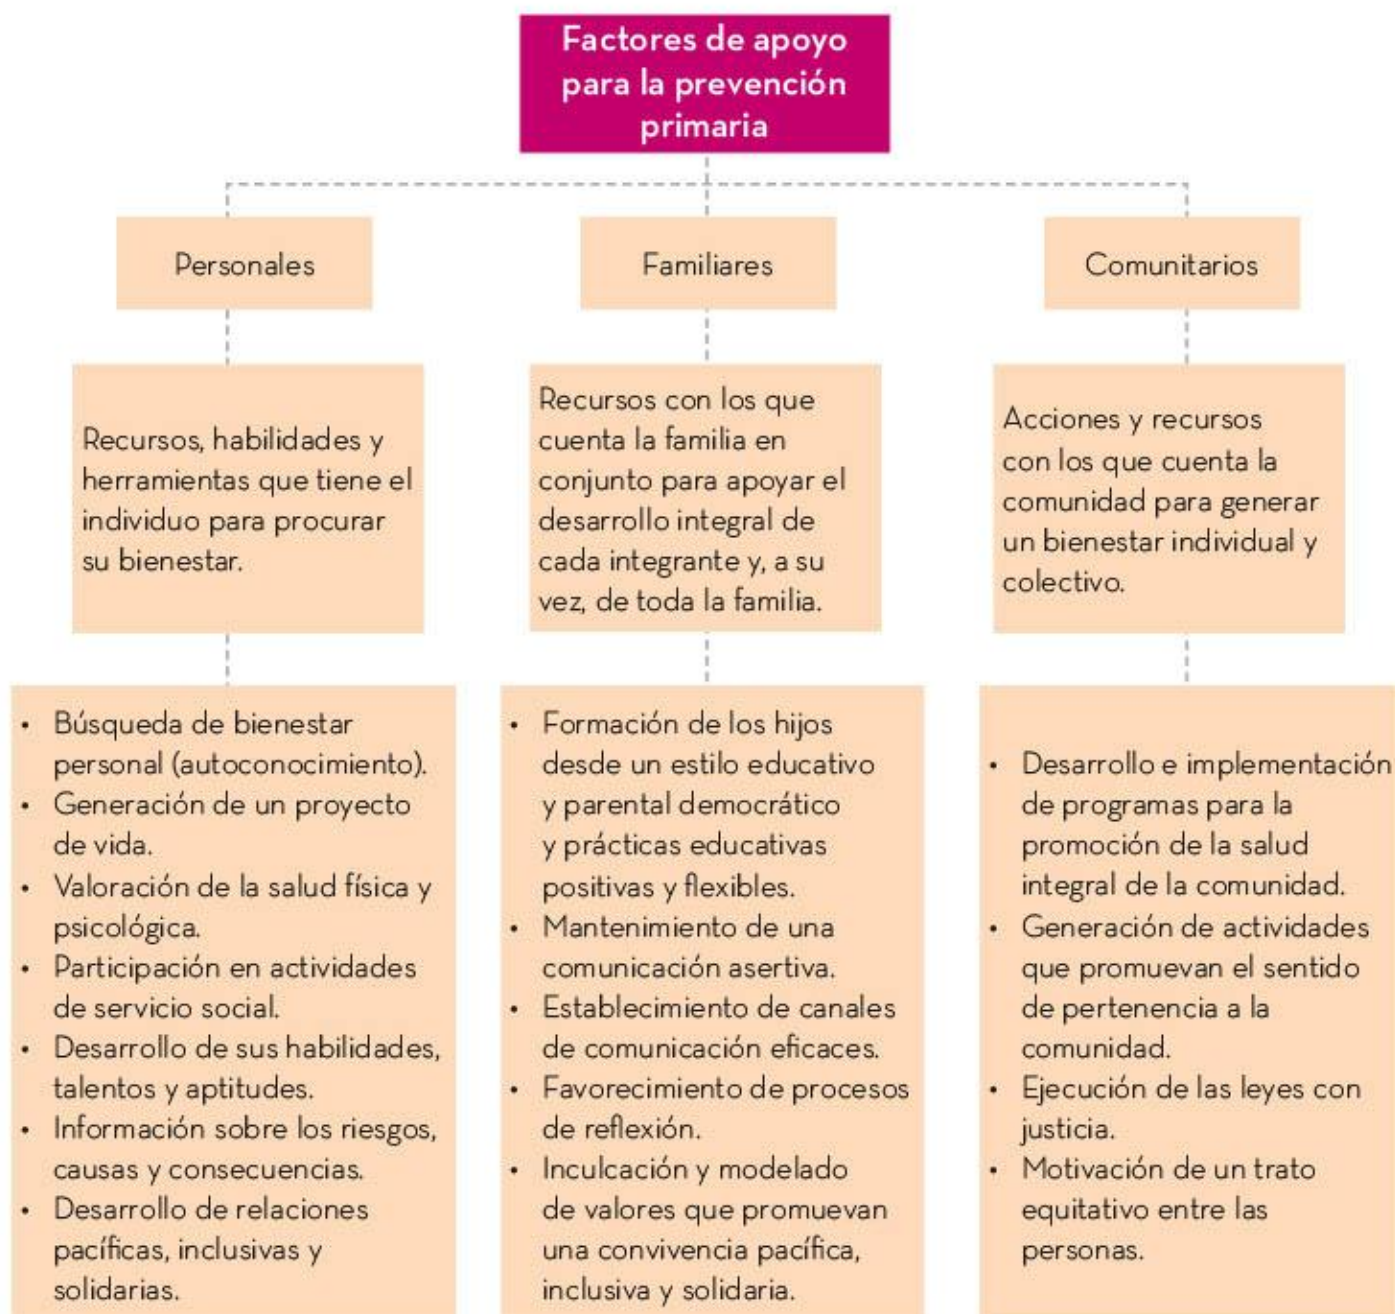 Factores de apoyo
para la prevención
primaria
Personales
Familiares
Comunitarios
Recursos, habilidades y
herramientas que tiene el
individuo para procurar
su bienestar.
Recursos con los que
cuenta la familia en
conjunto para apoyar el
desarrollo integral de
cada integrante y, a su
vez, de toda la familia.
Acciones y recursos
con los que cuenta la
comunidad para generar
un bienestar individual y
colectivo.
• Búsqueda de bienestar
personal (autoconocimiento).
• Generación de un proyecto
de vida.
• Valoración de la salud física y
psicológica.
• Participación en actividades
de servicio social.
• Desarrollo de sus habilidades,
talentos y aptitudes.
• Información sobre los riesgos,
causas y consecuencias.
• Desarrollo de relaciones
pacíficas, inclusivas y
solidarias.
• Formación de los hijos
desde un estilo educativo
y parental democrático
y prácticas educativas
positivas y flexibles.
• Mantenimiento de una
comunicación asertiva.
• Establecimiento de canales
de comunicación eficaces.
• Favorecimiento de procesos
de reflexión.
• Inculcación y modelado
de valores que promuevan
una convivencia pacífica,
inclusiva y solidaria.
• Desarrollo e implementación
de programas para la
promoción de la salud
integral de la comunidad.
• Generación de actividades
que promuevan el sentido
de pertenencia a la
comunidad.
• Ejecución de las leyes con
justicia.
• Motivación de un trato
equitativo entre las
personas.